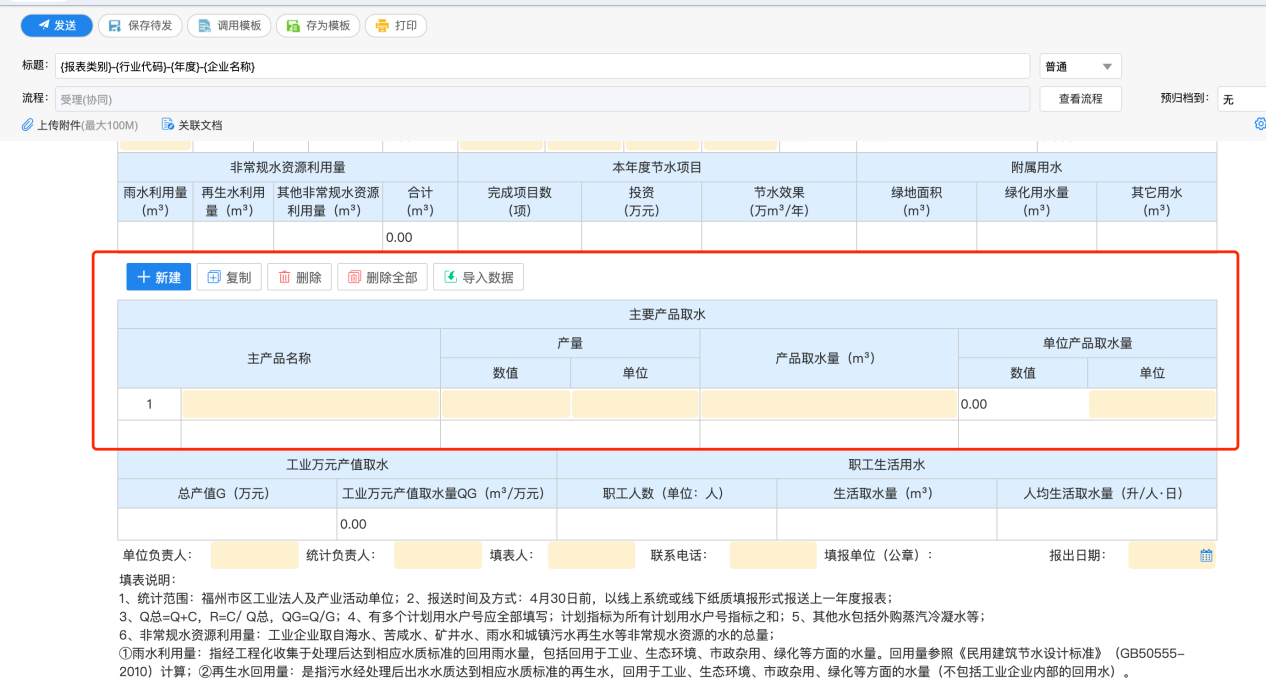 发送 保存待发 调用模板 存为模板 打印
标题: {报表类别}-{行业代码}-{年度}-{企业名称} 普通
流程: 受理(协同) 查看流程 预归档到: 无
上传附件(最大100M) 关联文档
非常规水资源利用量 本年度节水项目 附属用水
雨水利用量（m³） 再生水利用量（m³） 其他非常规水资源利用量（m³） 合计（m³） 完成项目数（项） 投资（万元） 节水效果（万m³/年） 绿地面积（m³） 绿化用水量（m³） 其它用水（m³）
0.00
新建 复制 删除 删除全部 导入数据
主要产品取水
主产品名称 产量 产品取水量（m³） 单位产品取水量
数值 单位 数值 单位
1 0.00
工业万元产值取水 职工生活用水
总产值G（万元） 工业万元产值取水量QG（m³/万元） 职工人数（单位：人） 生活取水量（m³） 人均生活取水量（升/人·日）
0.00
单位负责人： 统计负责人： 填表人： 联系电话： 填报单位（公章）： 报出日期：
填表说明：
1、统计范围：福州市区工业法人及产业活动单位；2、报送时间及方式：4月30日前，以线上系统或线下纸质填报形式报送上一年度报表；
3、Q总=Q+C，R=C/ Q总，QG=Q/G；4、有多个计划用水户号应全部填写；计划指标为所有计划用水户号指标之和；5、其他水包括外购蒸汽冷凝水等；
6、非常规水资源利用量：工业企业取自海水、苦咸水、矿井水、雨水和城镇污水再生水等非常规水资源的水的总量；
①雨水利用量：指经工程化收集于处理后达到相应水质标准的回用雨水量，包括回用于工业、生态环境、市政杂用、绿化等方面的水量。回用量参照《民用建筑节水设计标准》（GB50555-
2010）计算；②再生水回用量：是指污水经处理后出水水质达到相应水质标准的再生水，回用于工业、生态环境、市政杂用、绿化等方面的水量（不包括工业企业内部的回用水）。